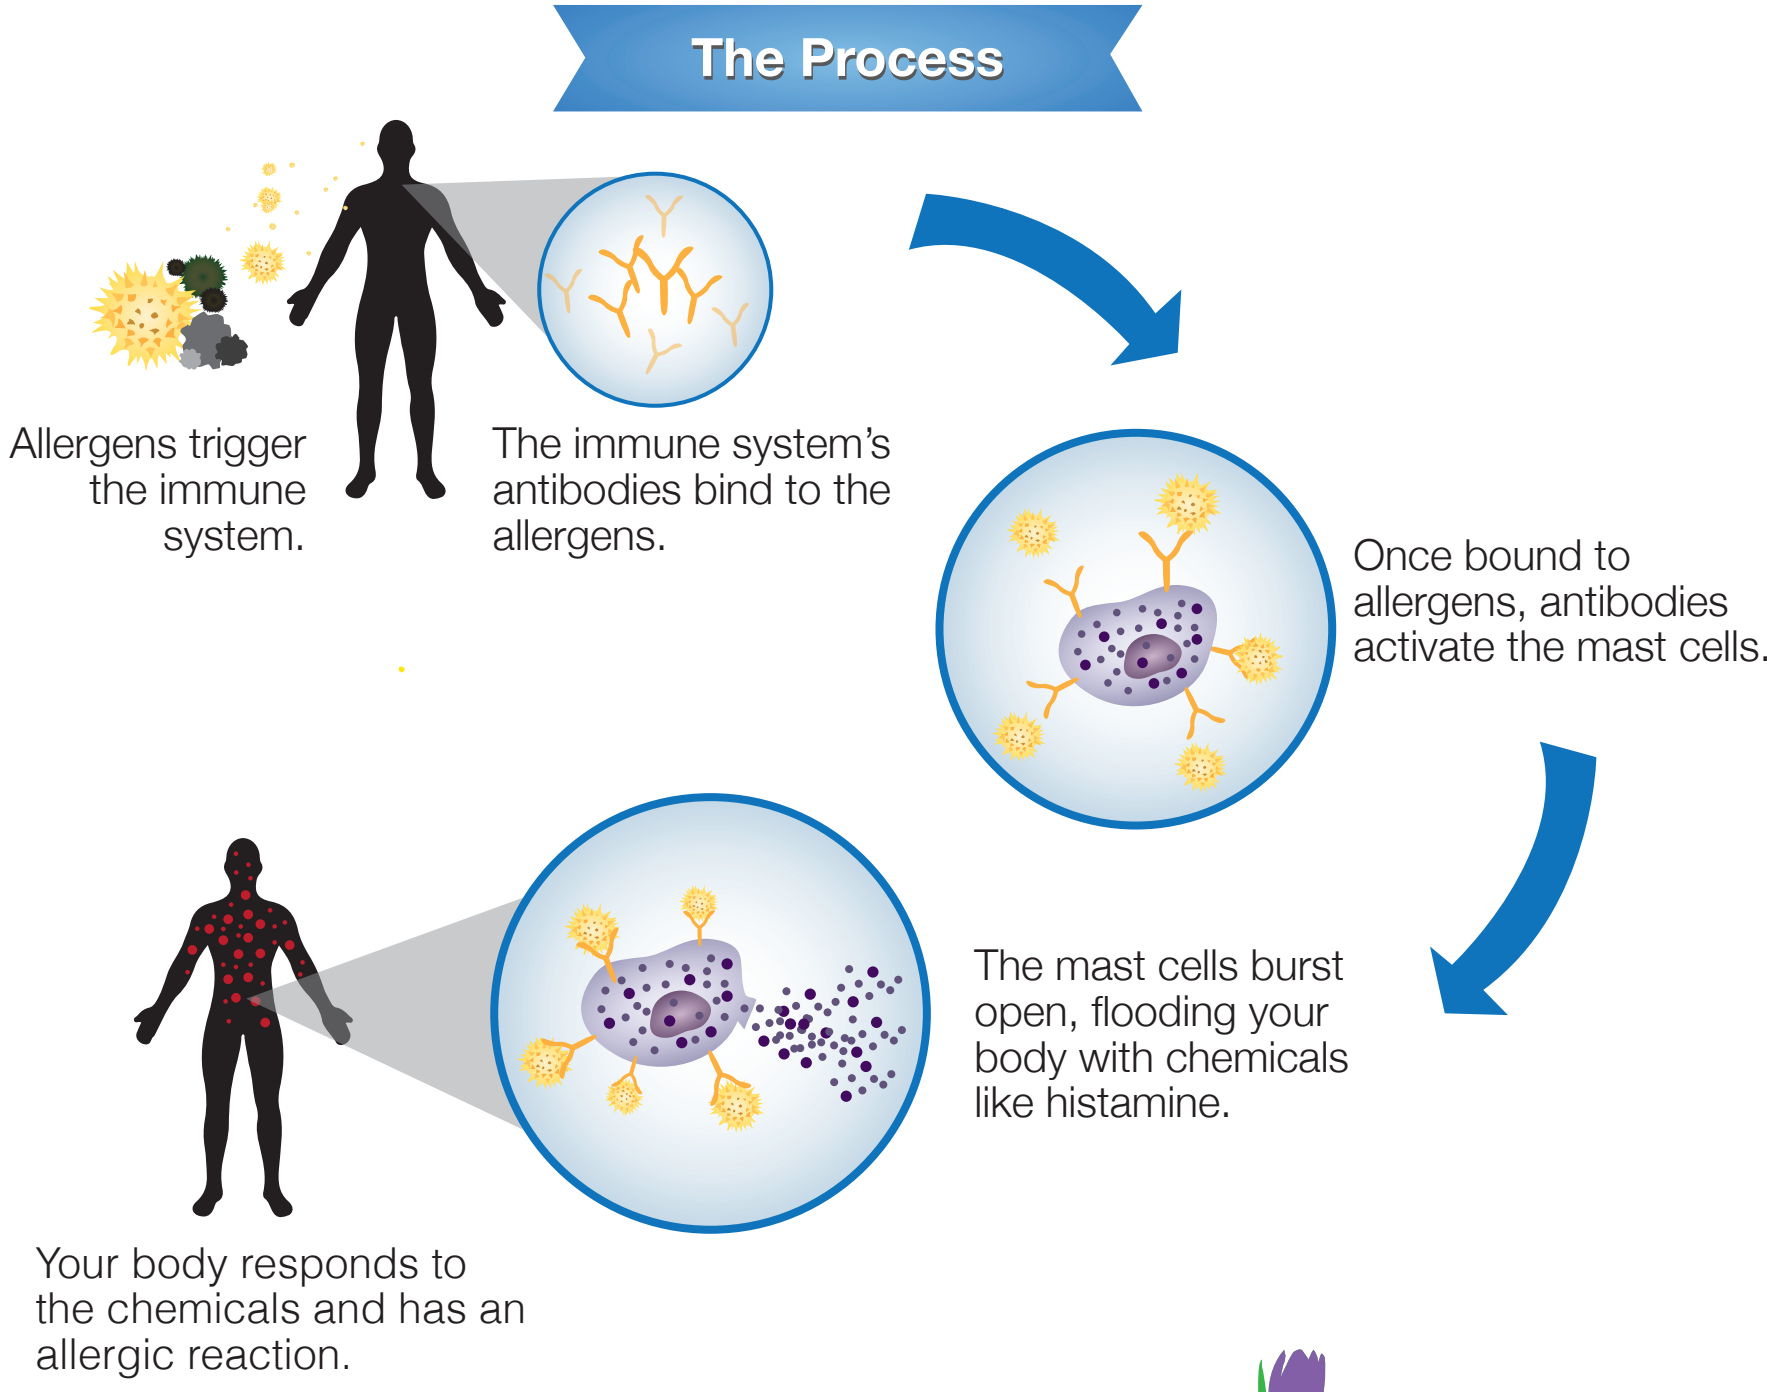 The Process
Allergens trigger
the immune
system.
The immune system’s
antibodies bind to the
allergens.
Once bound to
allergens, antibodies
activate the mast cells.
The mast cells burst
open, flooding your
body with chemicals
like histamine.
Your body responds to
the chemicals and has an
allergic reaction.